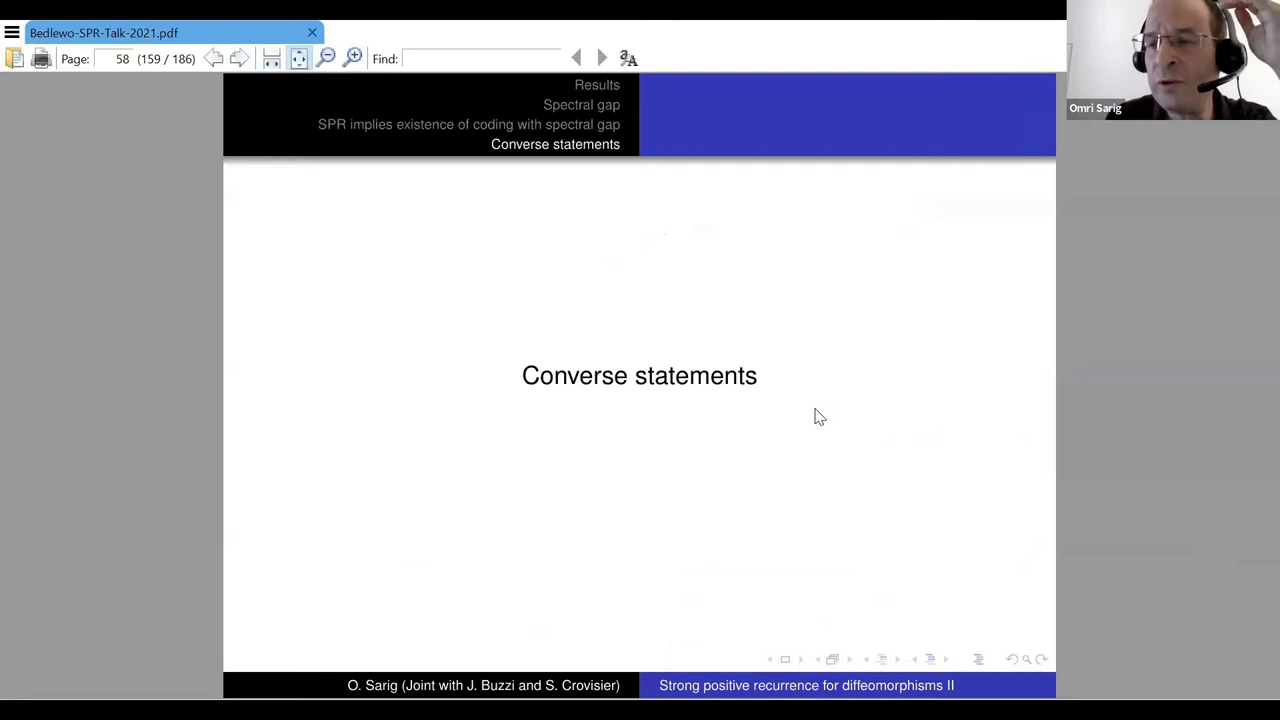 Bedlewo-SPR-Talk-2021.pdf
Page: 58 (159 / 186) Find:
Omri Sarig
Results
Spectral gap
SPR implies existence of coding with spectral gap
Converse statements
Converse statements
O. Sarig (Joint with J. Buzzi and S. Crovisier) Strong positive recurrence for diffeomorphisms II